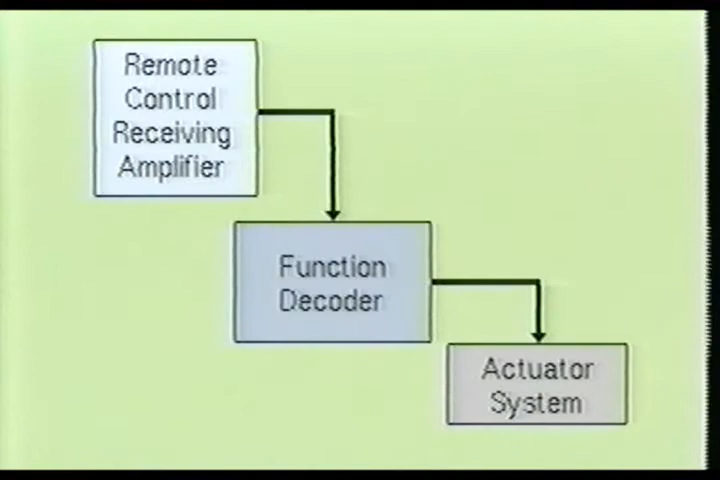 Remote
Control
Receiving
Amplifier
Function
Decoder
Actuator
System